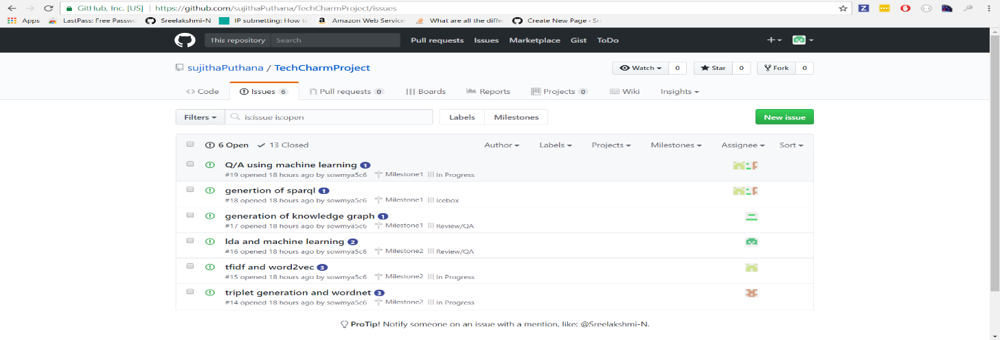 GitHub, Inc. [US] | https://github.com/sujithaPuthana/TechCharmProject/issues
Apps LastPass: Free Passwo Sreelakshmi-N IP subnetting: How to Amazon Web Service What are all the diffe Create New Page · Sre
This repository Search Pull requests Issues Marketplace Gist ToDo
sujithaPuthana / TechCharmProject Watch 0 Star 0 Fork 0
Code Issues 6 Pull requests 0 Boards Reports Projects 0 Wiki Insights
Filters is:issue is:open Labels Milestones New issue
6 Open 13 Closed Author Labels Projects Milestones Assignee Sort
Q/A using machine learning 1
#19 opened 18 hours ago by sowmya5c6 Milestone1 In Progress
genertion of sparql 1
#18 opened 18 hours ago by sowmya5c6 Milestone1 Icebox
generation of knowledge graph 1
#17 opened 18 hours ago by sowmya5c6 Milestone1 Review/QA
lda and machine learning 2
#16 opened 18 hours ago by sowmya5c6 Milestone2 Review/QA
tfidf and word2vec 3
#15 opened 18 hours ago by sowmya5c6 Milestone2 In Progress
triplet generation and wordnet 3
#14 opened 18 hours ago by sowmya5c6 Milestone2 In Progress
ProTip! Notify someone on an issue with a mention, like: @Sreelakshmi-N.